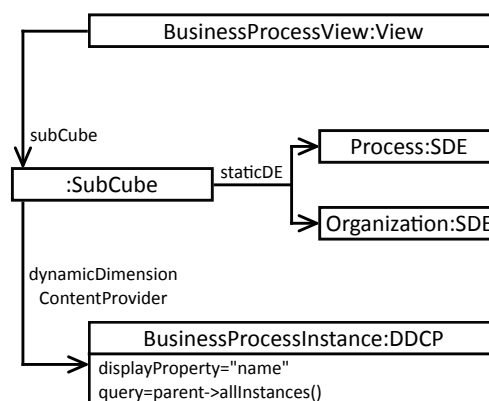 BusinessProcessView:View
subCube
Process:SDE
staticDE
:SubCube
Organization:SDE
dynamicDimension
ContentProvider
BusinessProcessInstance:DDCP
displayProperty="name"
query=parent->allInstances()